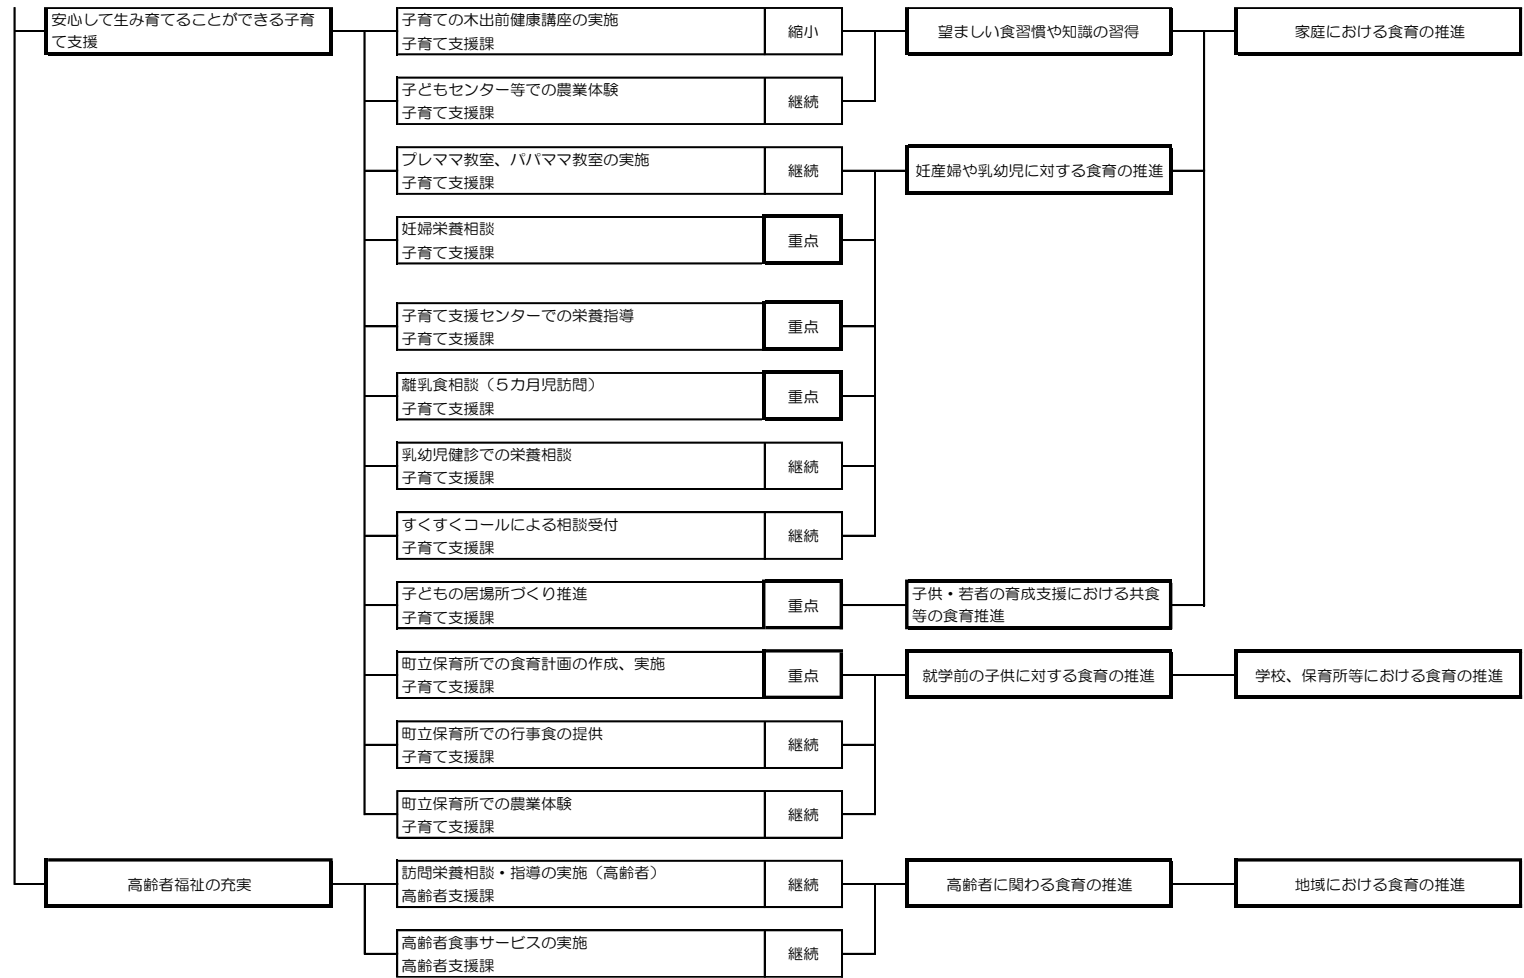 安心して生み育てることができる子育
て支援
子育ての木出前健康講座の実施
子育て支援課
縮小
望ましい食習慣や知識の習得
家庭における食育の推進
子どもセンター等での農業体験
子育て支援課
継続
プレママ教室、パパママ教室の実施
子育て支援課
継続
妊産婦や乳幼児に対する食育の推進
妊婦栄養相談
子育て支援課
重点
子育て支援センターでの栄養指導
子育て支援課
重点
離乳食相談（５カ月児訪問）
子育て支援課
重点
乳幼児健診での栄養相談
子育て支援課
継続
すくすくコールによる相談受付
子育て支援課
継続
子どもの居場所づくり推進
子育て支援課
重点
子供・若者の育成支援における共食
等の食育推進
町立保育所での食育計画の作成、実施
子育て支援課
重点
就学前の子供に対する食育の推進
学校、保育所等における食育の推進
町立保育所での行事食の提供
子育て支援課
継続
町立保育所での農業体験
子育て支援課
継続
高齢者福祉の充実
訪問栄養相談・指導の実施（高齢者）
高齢者支援課
継続
高齢者に関わる食育の推進
地域における食育の推進
高齢者食事サービスの実施
高齢者支援課
継続